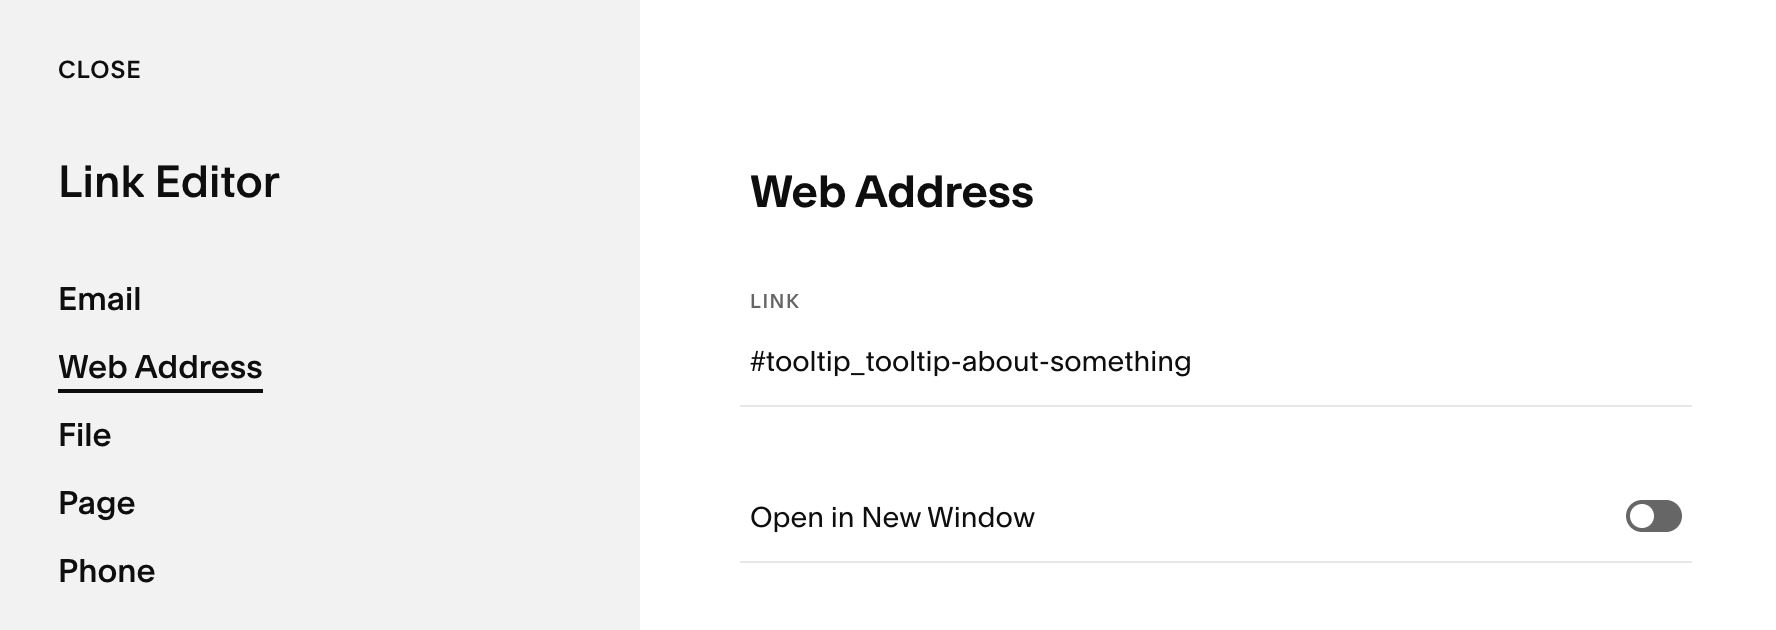 CLOSE
Link Editor
Email
Web Address
File
Page
Phone
Web Address
LINK
#tooltip_tooltip-about-something
Open in New Window